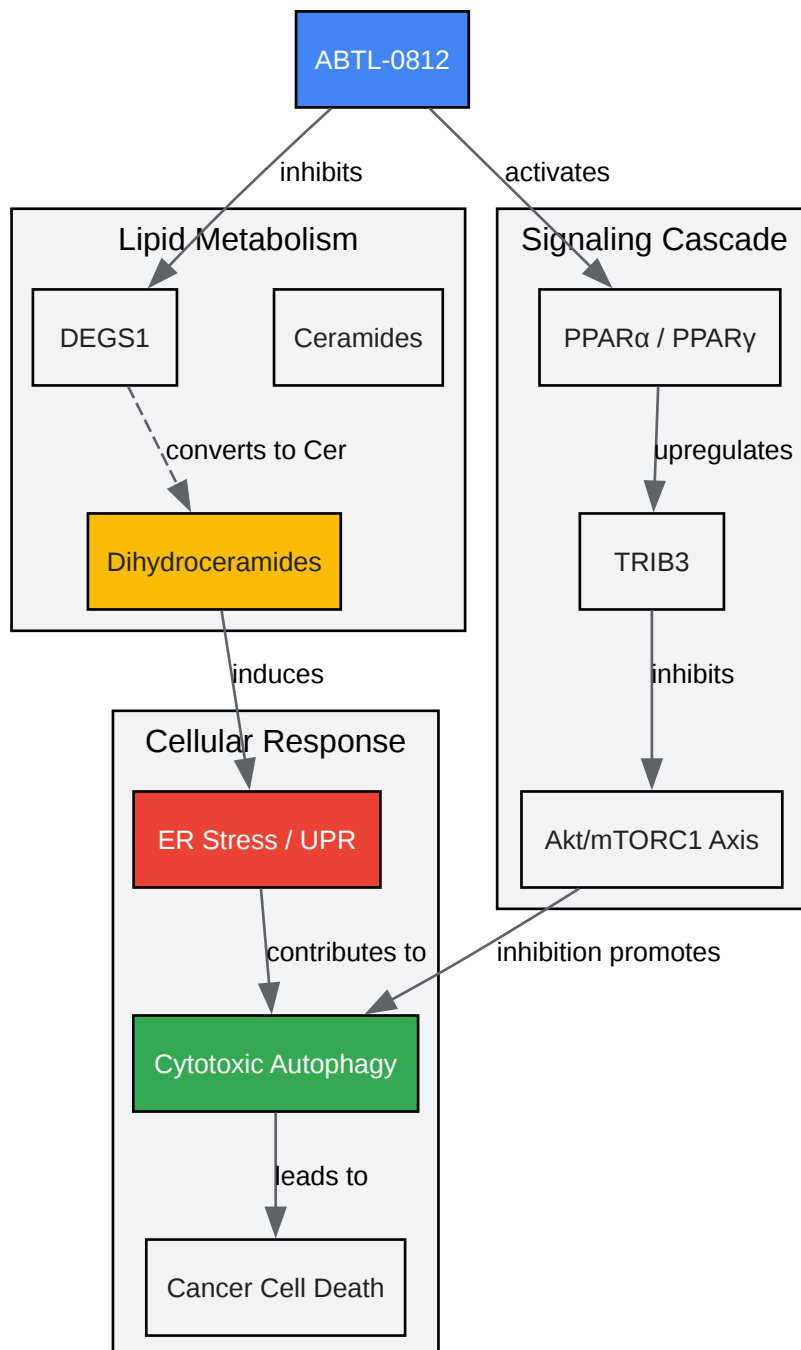 ABTL-0812
inhibits
activates
Lipid Metabolism
Signaling Cascade
DEGS1
Ceramides
PPARα / PPARγ
converts to Cer
upregulates
Dihydroceramides
TRIB3
induces
inhibits
Cellular Response
ER Stress / UPR
Akt/mTORC1 Axis
contributes to
inhibition promotes
Cytotoxic Autophagy
leads to
Cancer Cell Death